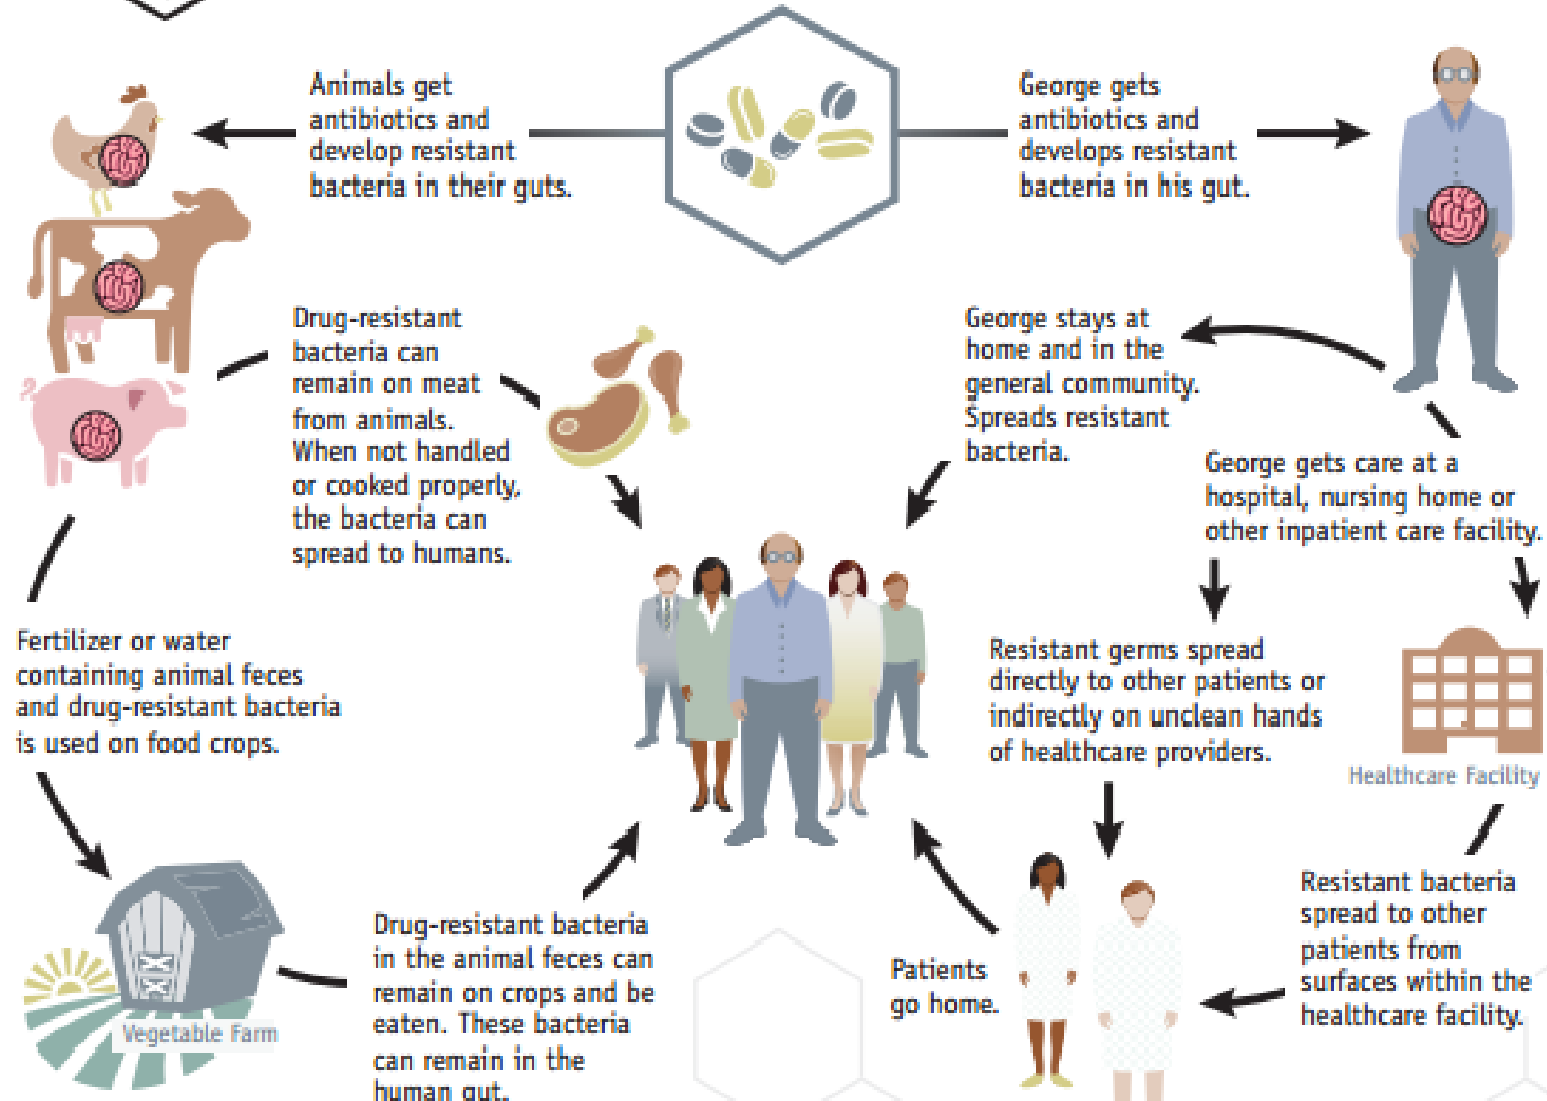 Animals get
antibiotics and
develop resistant
bacteria in their guts.
George gets
antibiotics and
develops resistant
bacteria in his gut.
Drug-resistant
bacteria can
remain on meat
from animals.
When not handled
or cooked properly,
the bacteria can
spread to humans.
George stays at
home and in the
general community.
Spreads resistant
bacteria.
George gets care at a
hospital, nursing home or
other inpatient care facility.
Fertilizer or water
containing animal feces
and drug-resistant bacteria
is used on food crops.
Resistant germs spread
directly to other patients or
indirectly on unclean hands
of healthcare providers.
Healthcare Facility
Vegetable Farm
Drug-resistant bacteria
in the animal feces can
remain on crops and be
eaten. These bacteria
can remain in the
human gut.
Patients
go home.
Resistant bacteria
spread to other
patients from
surfaces within the
healthcare facility.